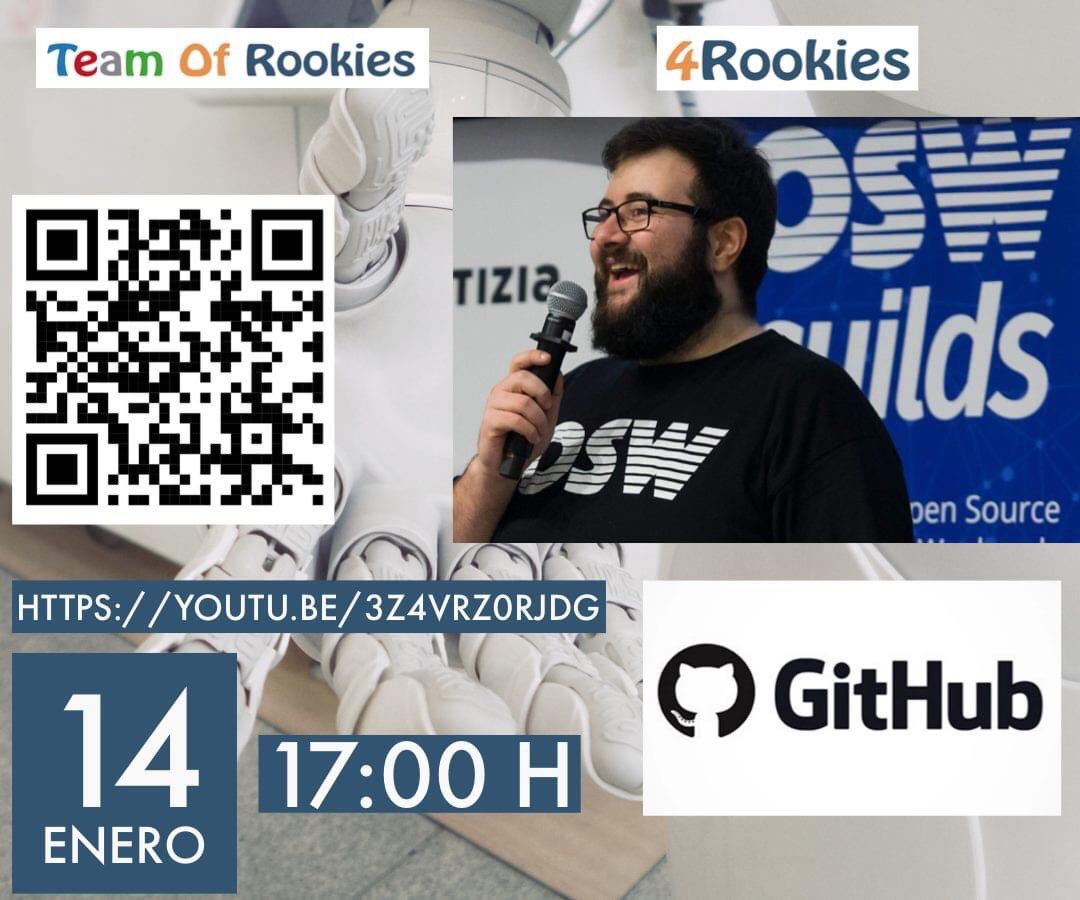 Team Of Rookies
4Rookies
TIZIA
OSW
uilds
OSW
pen Source
HTTPS://YOUTU.BE/3Z4VRZ0RJDG
14
ENERO
17:00 H
GitHub